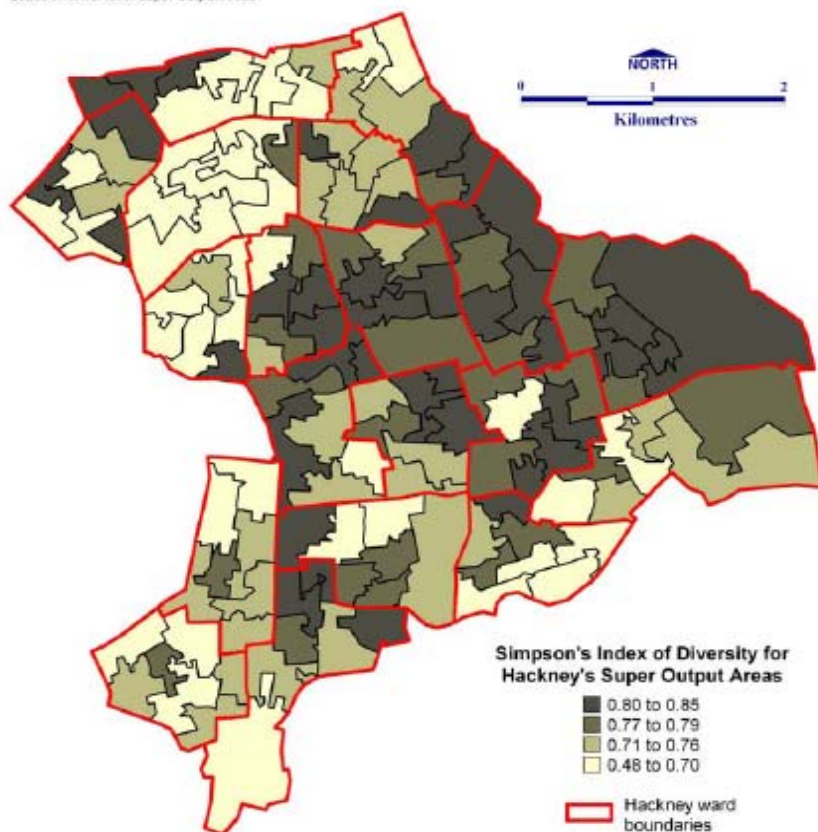 NORTH
0 1 2
Kilometres
Simpson's Index of Diversity for
Hackney's Super Output Areas
0.80 to 0.85
0.77 to 0.79
0.71 to 0.76
0.48 to 0.70
Hackney ward
boundaries